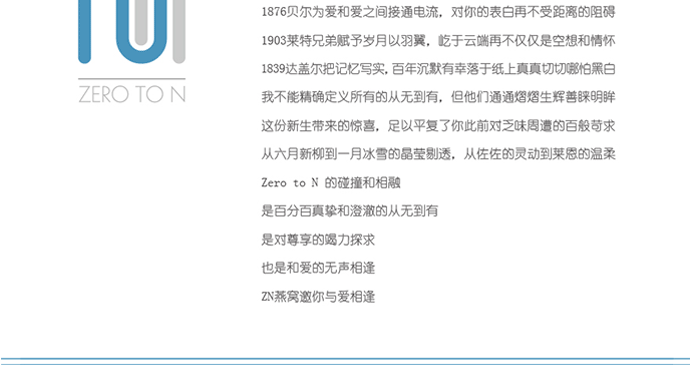 1876贝尔为爱和爱之间接通电流，对你的表白再不受距离的阻碍
1903莱特兄弟赋予岁月以羽翼，屹于云端再不仅仅是空想和情怀
1839达盖尔把记忆写实,百年沉默有幸落于纸上真真切切哪怕黑白
我不能精确定义所有的从无到有，但他们通通熠熠生辉善睐明眸
这份新生带来的惊喜，足以平复了你此前对乏味周遭的百般苛求
从六月新柳到一月冰雪的晶莹剔透，从佐佐的灵动到莱恩的温柔
Zero to N 的碰撞和相融
是百分百真挚和澄澈的从无到有
是对尊享的竭力探求
也是和爱的无声相逢
ZN燕窝邀你与爱相逢
ZERO TO N